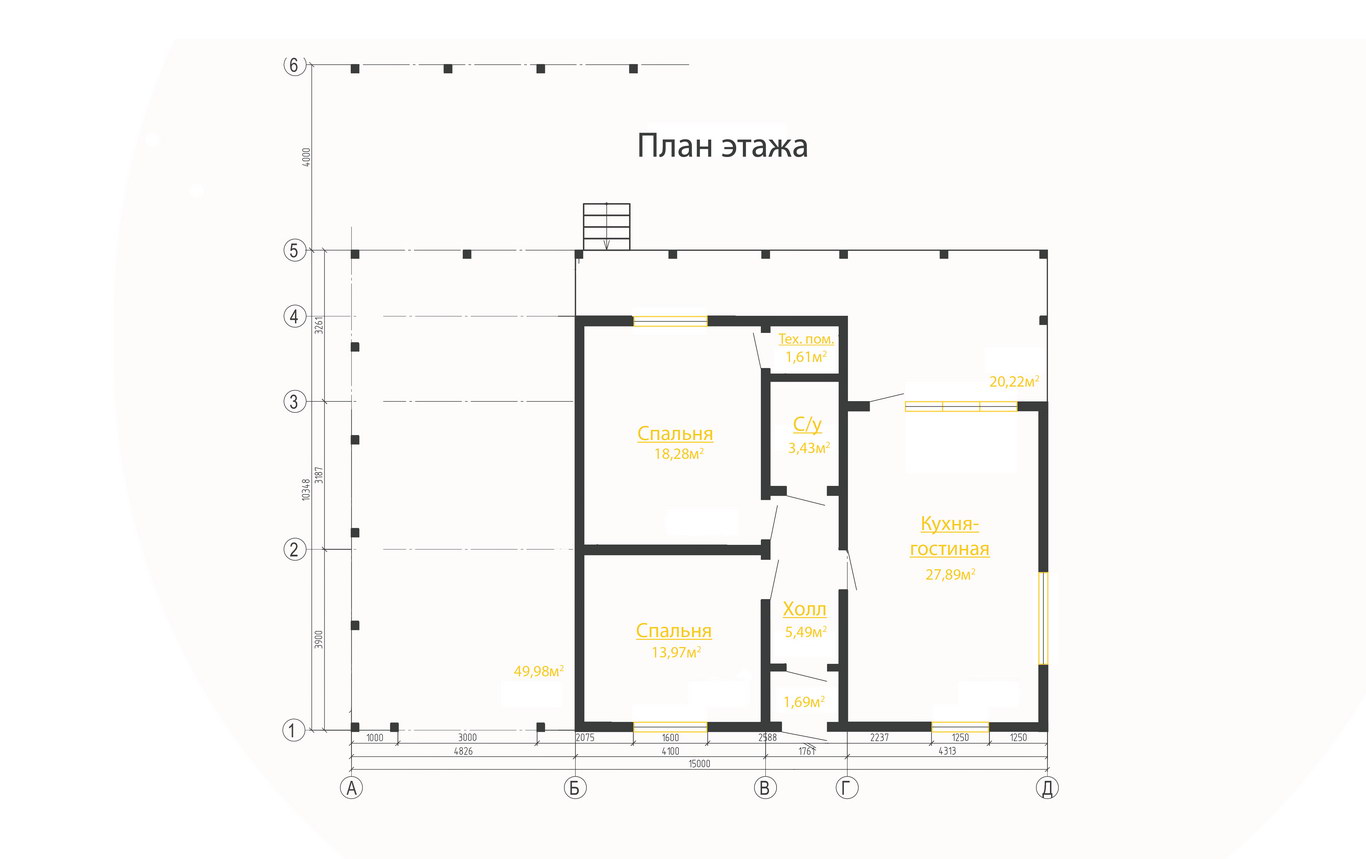 6
План этажа
4000
5
4
3261
Тех. пом.
1,61м²
20,22м²
3
С/у
3,43м²
Спальня
18,28м²
3187
10348
Кухня-
гостиная
27,89м²
2
Холл
5,49м²
Спальня
13,97м²
3900
49,98м²
1,69м²
1
1000 3000 2075 1600 2588 2237 1250 1250
4826 4100 1761 4313
15000
А Б В Г Д